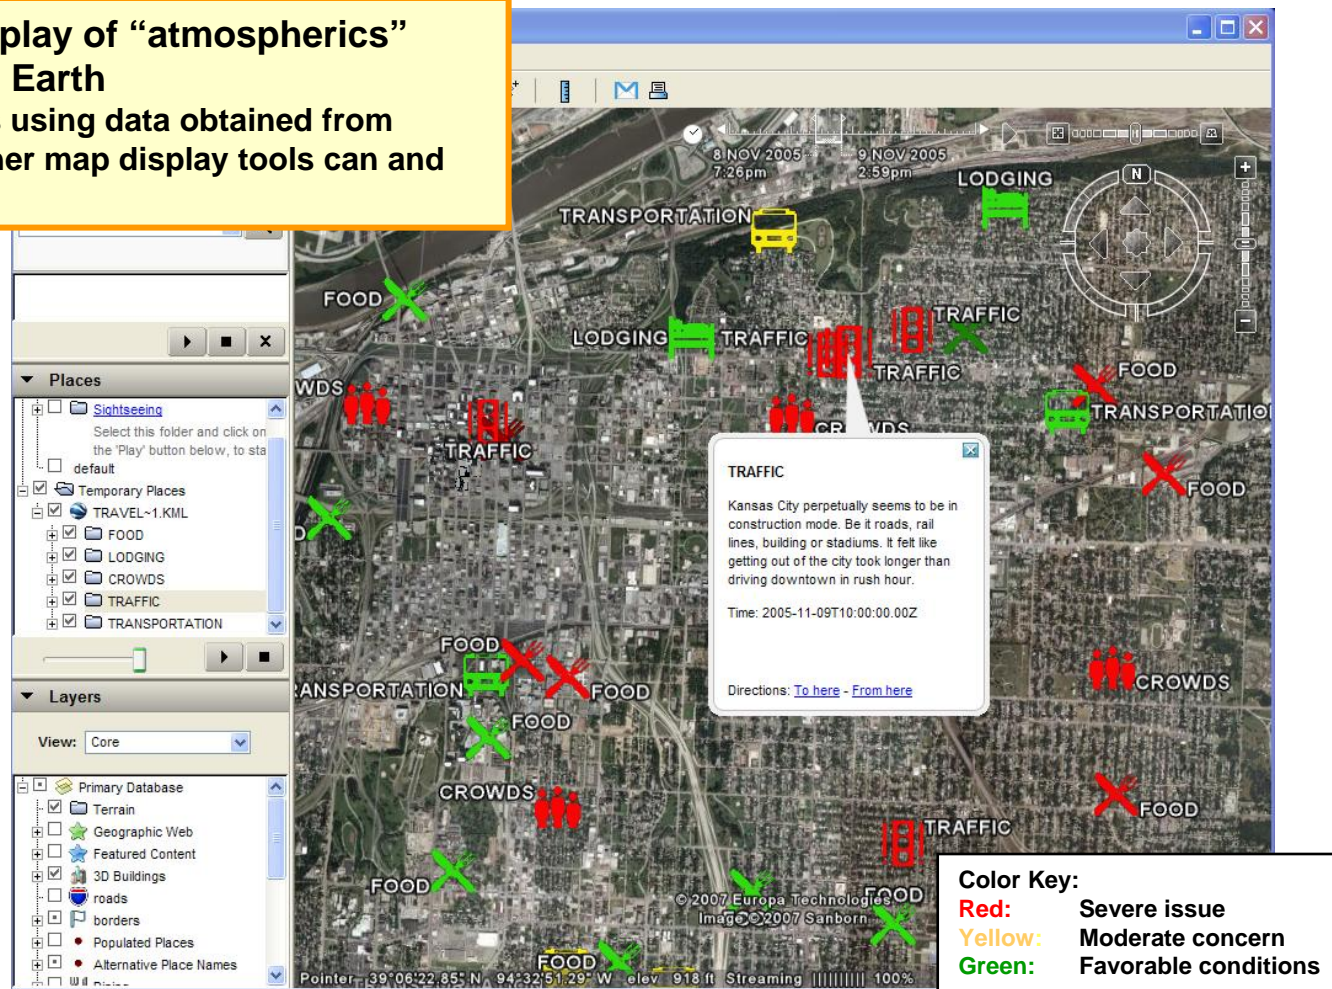 play of “atmospherics”
Earth
using data obtained from
her map display tools can and
8 NOV 2005
9 NOV 2005
7:26pm
2:59pm
N
LODGING
TRANSPORTATION
FOOD
TRAFFIC
LODGING
TRAFFIC
TRAFFIC
FOOD
WDS
TRANSPORTATIO
CROWDS
TRAFFIC
FOOD
D
TRAFFIC
Kansas City perpetually seems to be in
construction mode. Be it roads, rail
lines, building or stadiums. It felt like
getting out of the city took longer than
driving downtown in rush hour.
Time: 2005-11-09T10:00:00.00Z
Directions: To here - From here
FOOD
ANSPORTATION
FOOD
CROWDS
FOOD
CROWDS
FOOD
TRAFFIC
FOOD
FOOD
FOOD
© 2007 Europa Technologies
Image © 2007 Sanborn
Pointer 39°06'22.85" N 94°32'51.29" W elev 918 ft Streaming |||||||||| 100%
Places
Sightseeing
Select this folder and click on
the 'Play' button below, to sta
default
Temporary Places
TRAVEL~1.KML
FOOD
LODGING
CROWDS
TRAFFIC
TRANSPORTATION
Layers
View: Core
Primary Database
Terrain
Geographic Web
Featured Content
3D Buildings
roads
borders
Populated Places
Alternative Place Names
Dining
Color Key:
Red: Severe issue
Yellow: Moderate concern
Green: Favorable conditions